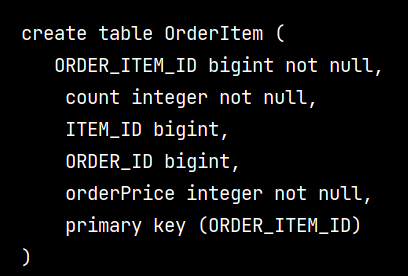 create table OrderItem (
ORDER_ITEM_ID bigint not null,
count integer not null,
ITEM_ID bigint,
ORDER_ID bigint,
orderPrice integer not null,
primary key (ORDER_ITEM_ID)
)